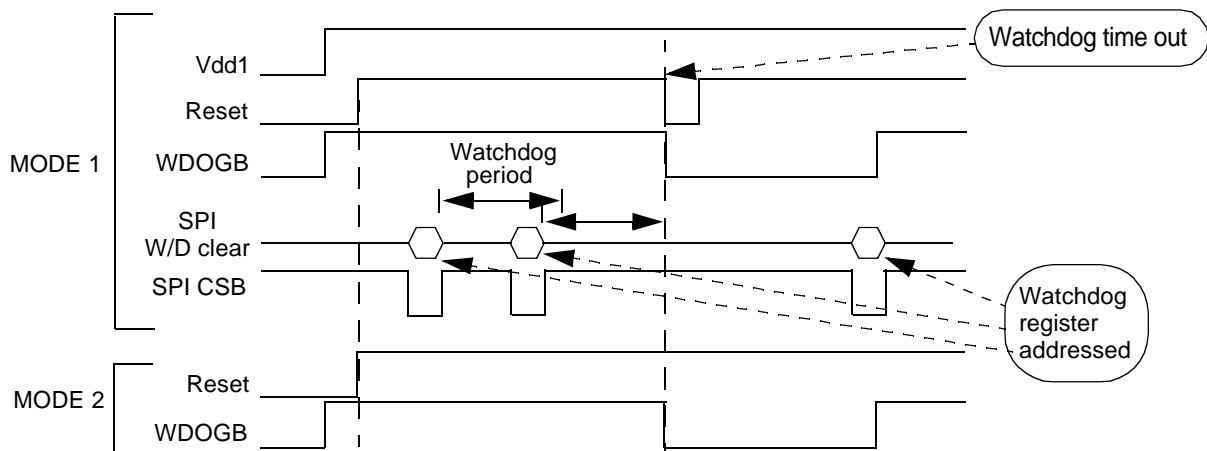 Vdd1
Watchdog time out
Reset
MODE 1
WDOGB
Watchdog
period
SPI
W/D clear
SPI CSB
Watchdog
register
addressed
MODE 2
Reset
WDOGB